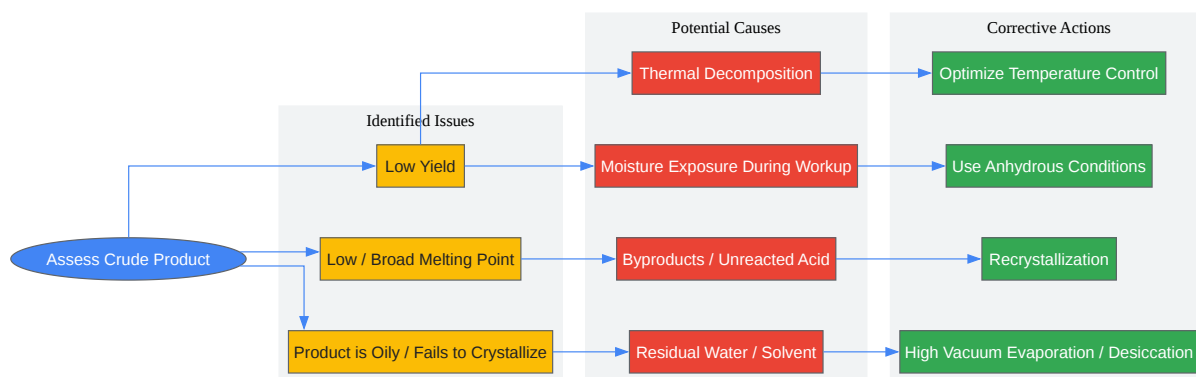 Potential Causes
Corrective Actions
Thermal Decomposition
Optimize Temperature Control
Identified Issues
Low Yield
Moisture Exposure During Workup
Use Anhydrous Conditions
Assess Crude Product
Low / Broad Melting Point
Byproducts / Unreacted Acid
Recrystallization
Product is Oily / Fails to Crystallize
Residual Water / Solvent
High Vacuum Evaporation / Desiccation